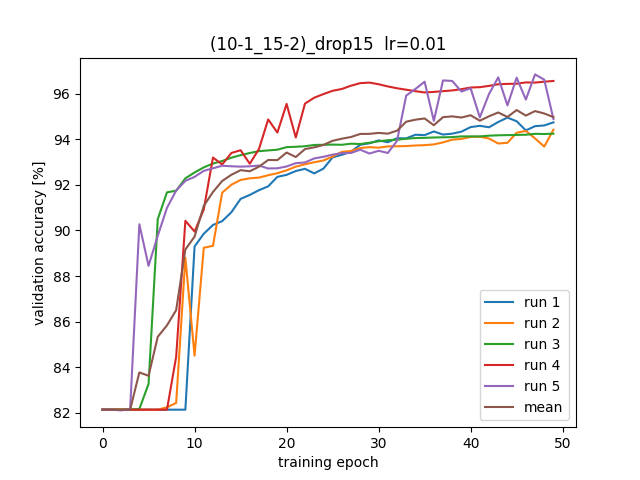 (10-1_15-2)_drop15  lr=0.01
validation accuracy [%]
96
94
92
90
88
86
84
82
0
10
20
30
40
50
training epoch
run 1
run 2
run 3
run 4
run 5
mean